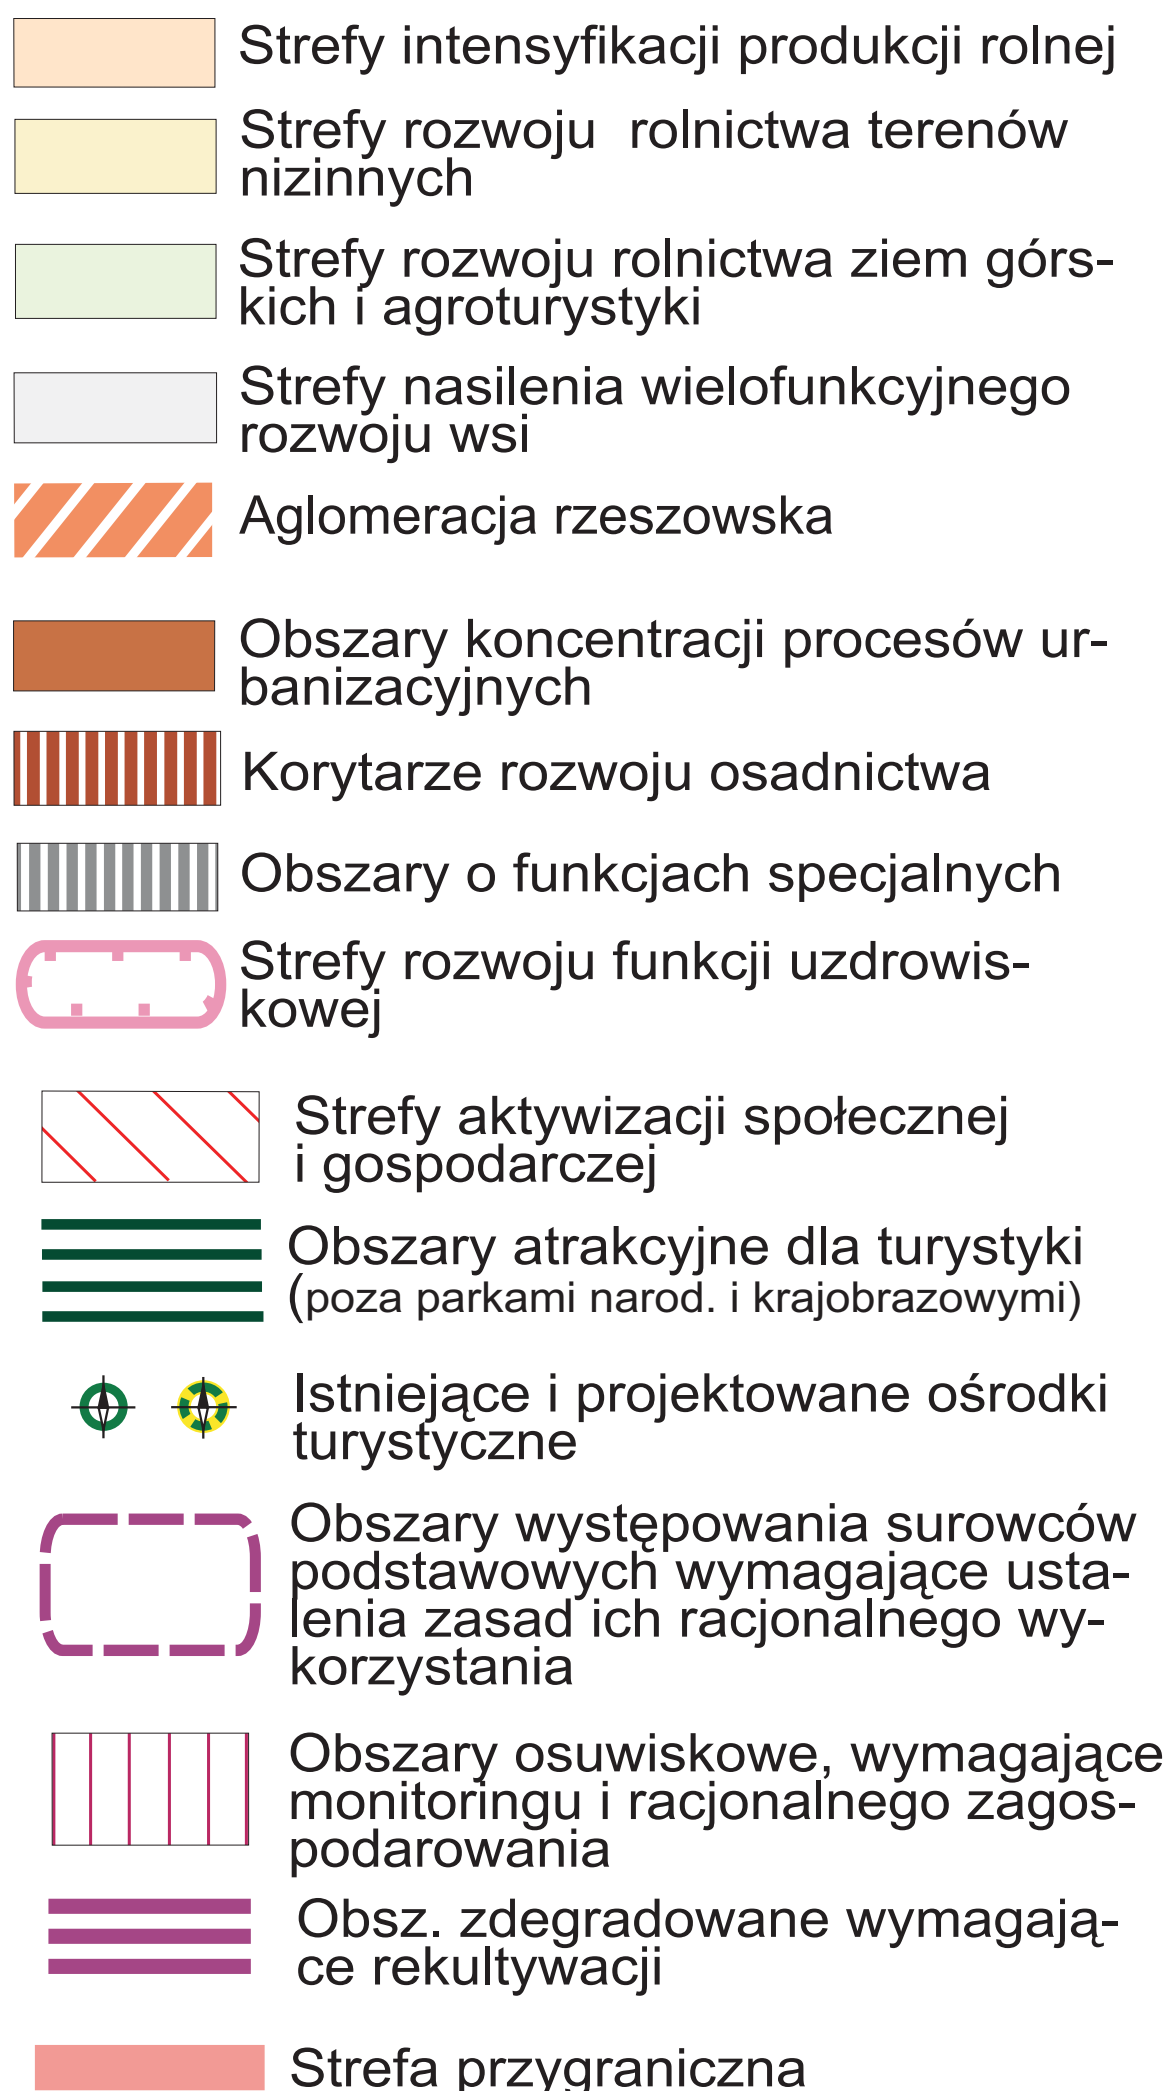 Strefy intensyfikacji produkcji rolnej
Strefy rozwoju  rolnictwa terenów
nizinnych
Strefy rozwoju rolnictwa ziem górs-
kich i agroturystyki
Strefy nasilenia wielofunkcyjnego
rozwoju wsi
Aglomeracja rzeszowska
Obszary koncentracji procesów ur-
banizacyjnych
Korytarze rozwoju osadnictwa
Obszary o funkcjach specjalnych
Strefy rozwoju funkcji uzdrowis-
kowej
Strefy aktywizacji społecznej
i gospodarczej
Obszary atrakcyjne dla turystyki
(poza parkami narod. i krajobrazowymi)
Istniejące i projektowane ośrodki
turystyczne
Obszary występowania surowców
podstawowych wymagające usta-
lenia zasad ich racjonalnego wy-
korzystania
Obszary osuwiskowe, wymagające
monitoringu i racjonalnego zagos-
podarowania
Obsz. zdegradowane wymagają-
ce rekultywacji
Strefa przygraniczna